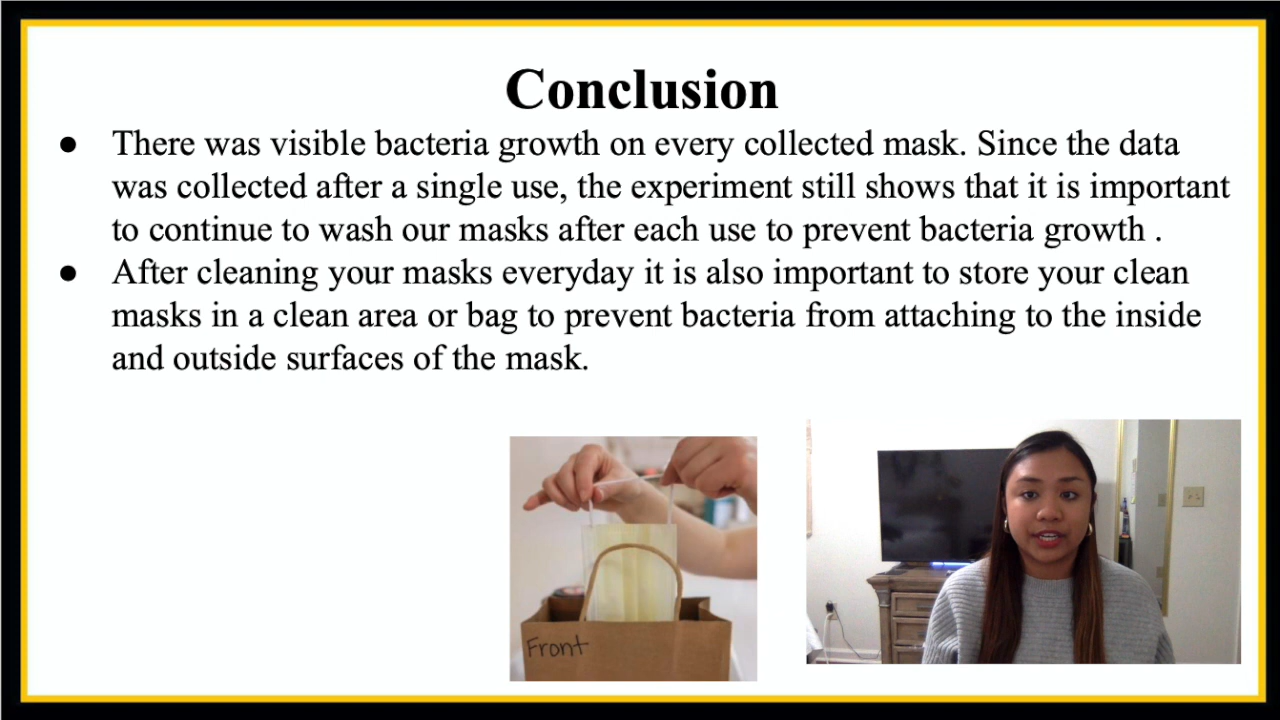 Conclusion
● There was visible bacteria growth on every collected mask. Since the data
was collected after a single use, the experiment still shows that it is important
to continue to wash our masks after each use to prevent bacteria growth .
● After cleaning your masks everyday it is also important to store your clean
masks in a clean area or bag to prevent bacteria from attaching to the inside
and outside surfaces of the mask.
Front